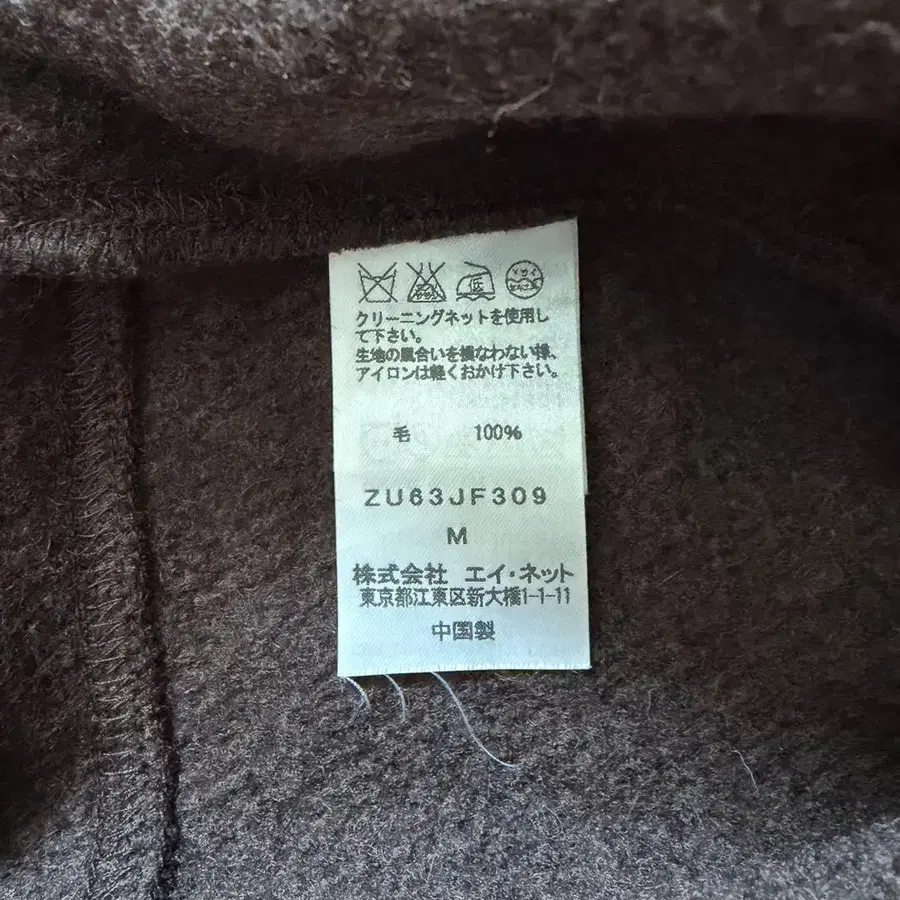 低
クリーニングネットを使用し
て下さい。
生地の風合いを損なわない様、
アイロンは軽くおかけ下さい。
毛 100%
ZU63JF309
M
株式会社 エイ・ネット
東京都江東区新大橋1-1-11
中国製